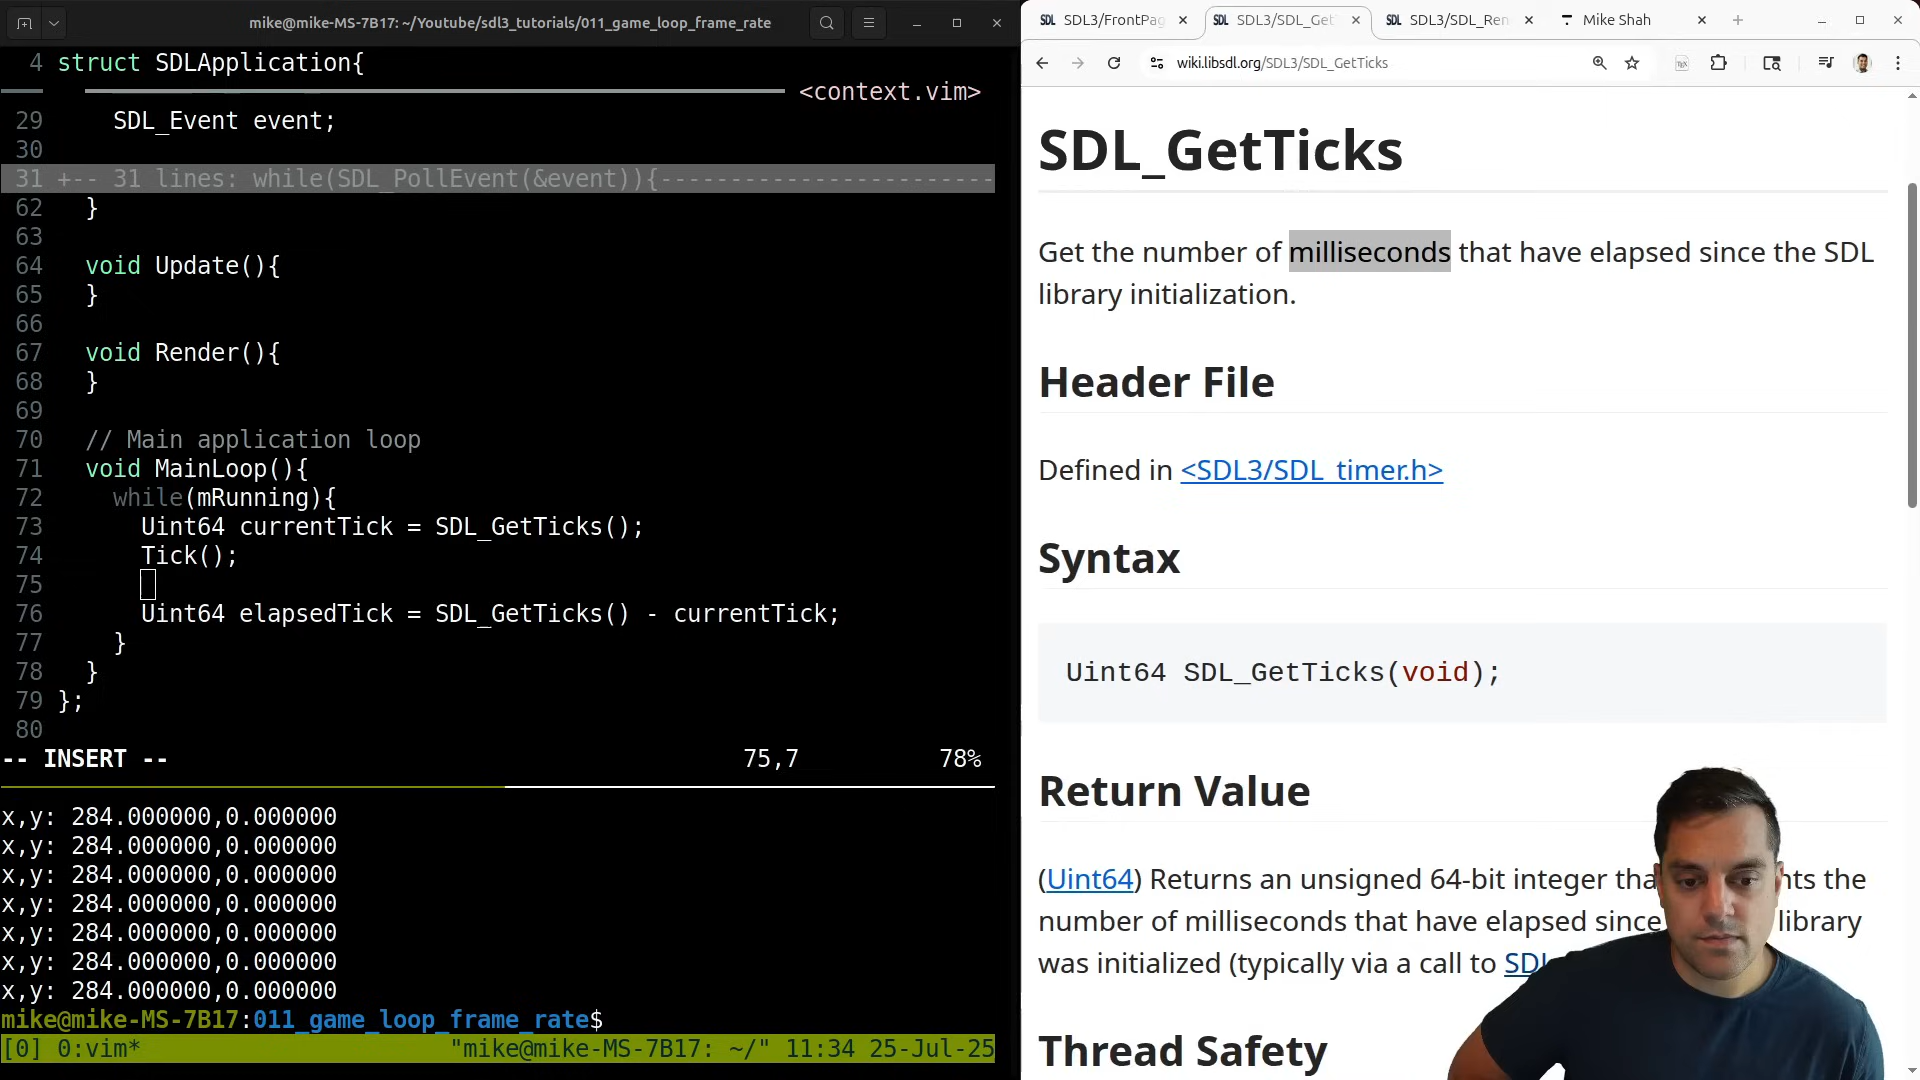 mike@mike-MS-7B17: ~/Youtube/sdl3_tutorials/011_game_loop_frame_rate
4 struct SDLApplication{
<context.vim>
29     SDL_Event event;
30
31 +-- 31 lines: while(SDL_PollEvent(&event)){------------------------
62   }
63
64   void Update(){
65   }
66
67   void Render(){
68   }
69
70   // Main application loop
71   void MainLoop(){
72     while(mRunning){
73       Uint64 currentTick = SDL_GetTicks();
74       Tick();
75
76       Uint64 elapsedTick = SDL_GetTicks() - currentTick;
77     }
78   }
79 };
80
-- INSERT --                    75,7          78%
x,y: 284.000000,0.000000
x,y: 284.000000,0.000000
x,y: 284.000000,0.000000
x,y: 284.000000,0.000000
x,y: 284.000000,0.000000
x,y: 284.000000,0.000000
x,y: 284.000000,0.000000
mike@mike-MS-7B17:011_game_loop_frame_rate$
[0] 0:vim*                      "mike@mike-MS-7B17: ~/" 11:34 25-Jul-25
SDL SDL3/FrontPag SDL SDL3/SDL_Get SDL SDL3/SDL_Ren Mike Shah
wiki.libsdl.org/SDL3/SDL_GetTicks
SDL_GetTicks
Get the number of milliseconds that have elapsed since the SDL
library initialization.
Header File
Defined in <SDL3/SDL_timer.h>
Syntax
Uint64 SDL_GetTicks(void);
Return Value
(Uint64) Returns an unsigned 64-bit integer nts the
number of milliseconds that have elapsed since library
was initialized (typically via a call to
Thread Safety